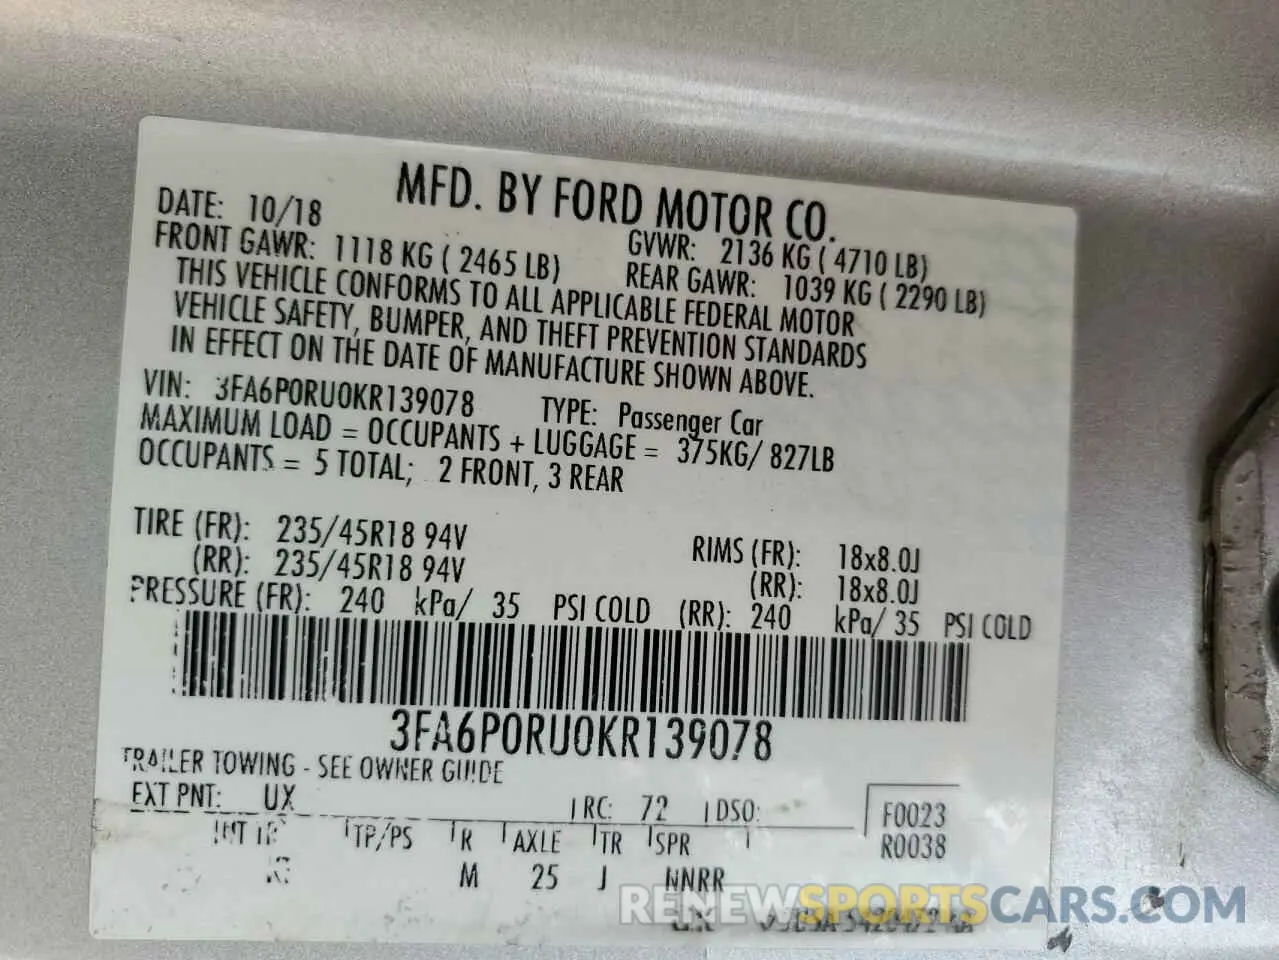 MFD. BY FORD MOTOR CO.
DATE: 10/18 GVWR: 2136 KG ( 4710 LB)
FRONT GAWR: 1118 KG ( 2465 LB) REAR GAWR: 1039 KG ( 2290 LB)
THIS VEHICLE CONFORMS TO ALL APPLICABLE FEDERAL MOTOR
VEHICLE SAFETY, BUMPER, AND THEFT PREVENTION STANDARDS
IN EFFECT ON THE DATE OF MANUFACTURE SHOWN ABOVE.
VIN: 3FA6P0RU0KR139078 TYPE: Passenger Car
MAXIMUM LOAD = OCCUPANTS + LUGGAGE = 375KG/ 827LB
OCCUPANTS = 5 TOTAL; 2 FRONT, 3 REAR
TIRE (FR): 235/45R18 94V RIMS (FR): 18x8.0J
(RR): 235/45R18 94V (RR): 18x8.0J
PRESSURE (FR): 240 kPa/ 35 PSI COLD (RR): 240 kPa/ 35 PSI COLD
3FA6P0RU0KR139078
TRAILER TOWING - SEE OWNER GUIDE
EXT PNT: UX RC: 72 DSO: F0023
INT TR TP/PS R AXLE TR SPR R0038
M 25 J NNRR
RENEWSPORTSCARS.COM